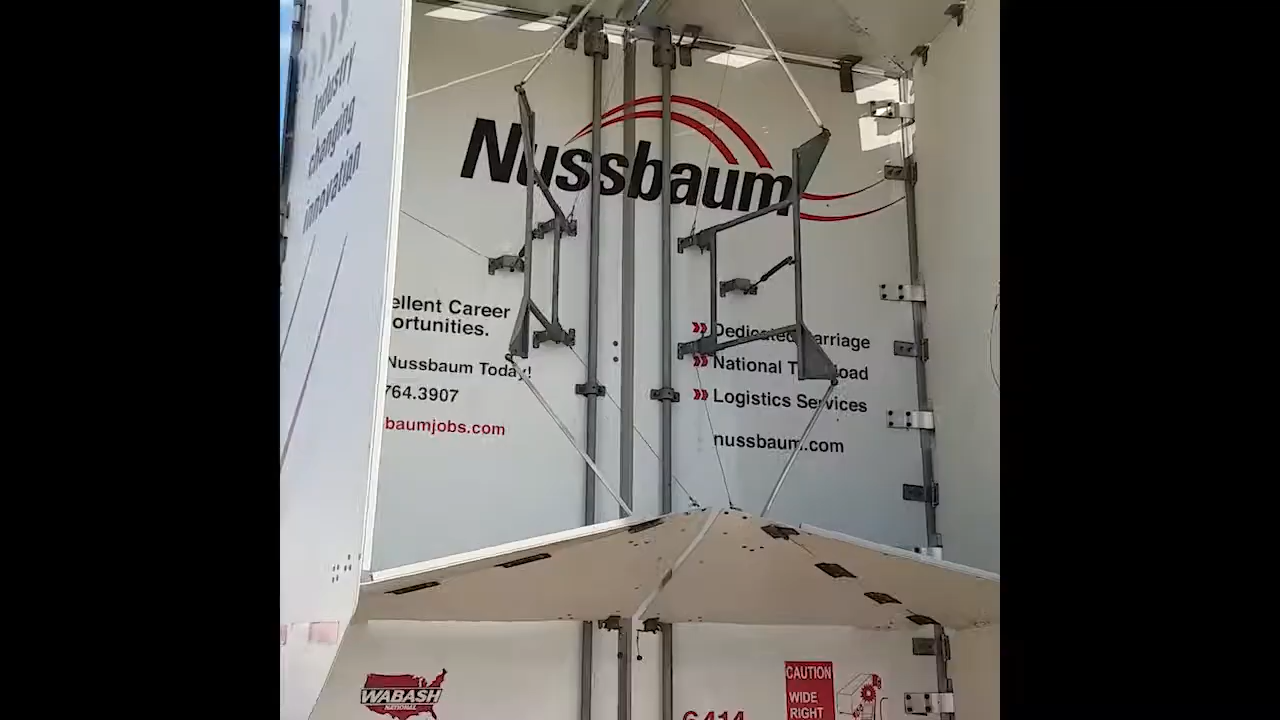 Industry
changing
innovation
Nussbaum
ellent Career
ortunities.
Nussbaum Today!
764.3907
baumjobs.com
Dedicated Carriage
National Truckload
Logistics Services
nussbaum.com
WABASH
NATIONAL
CAUTION
WIDE
RIGHT
6414